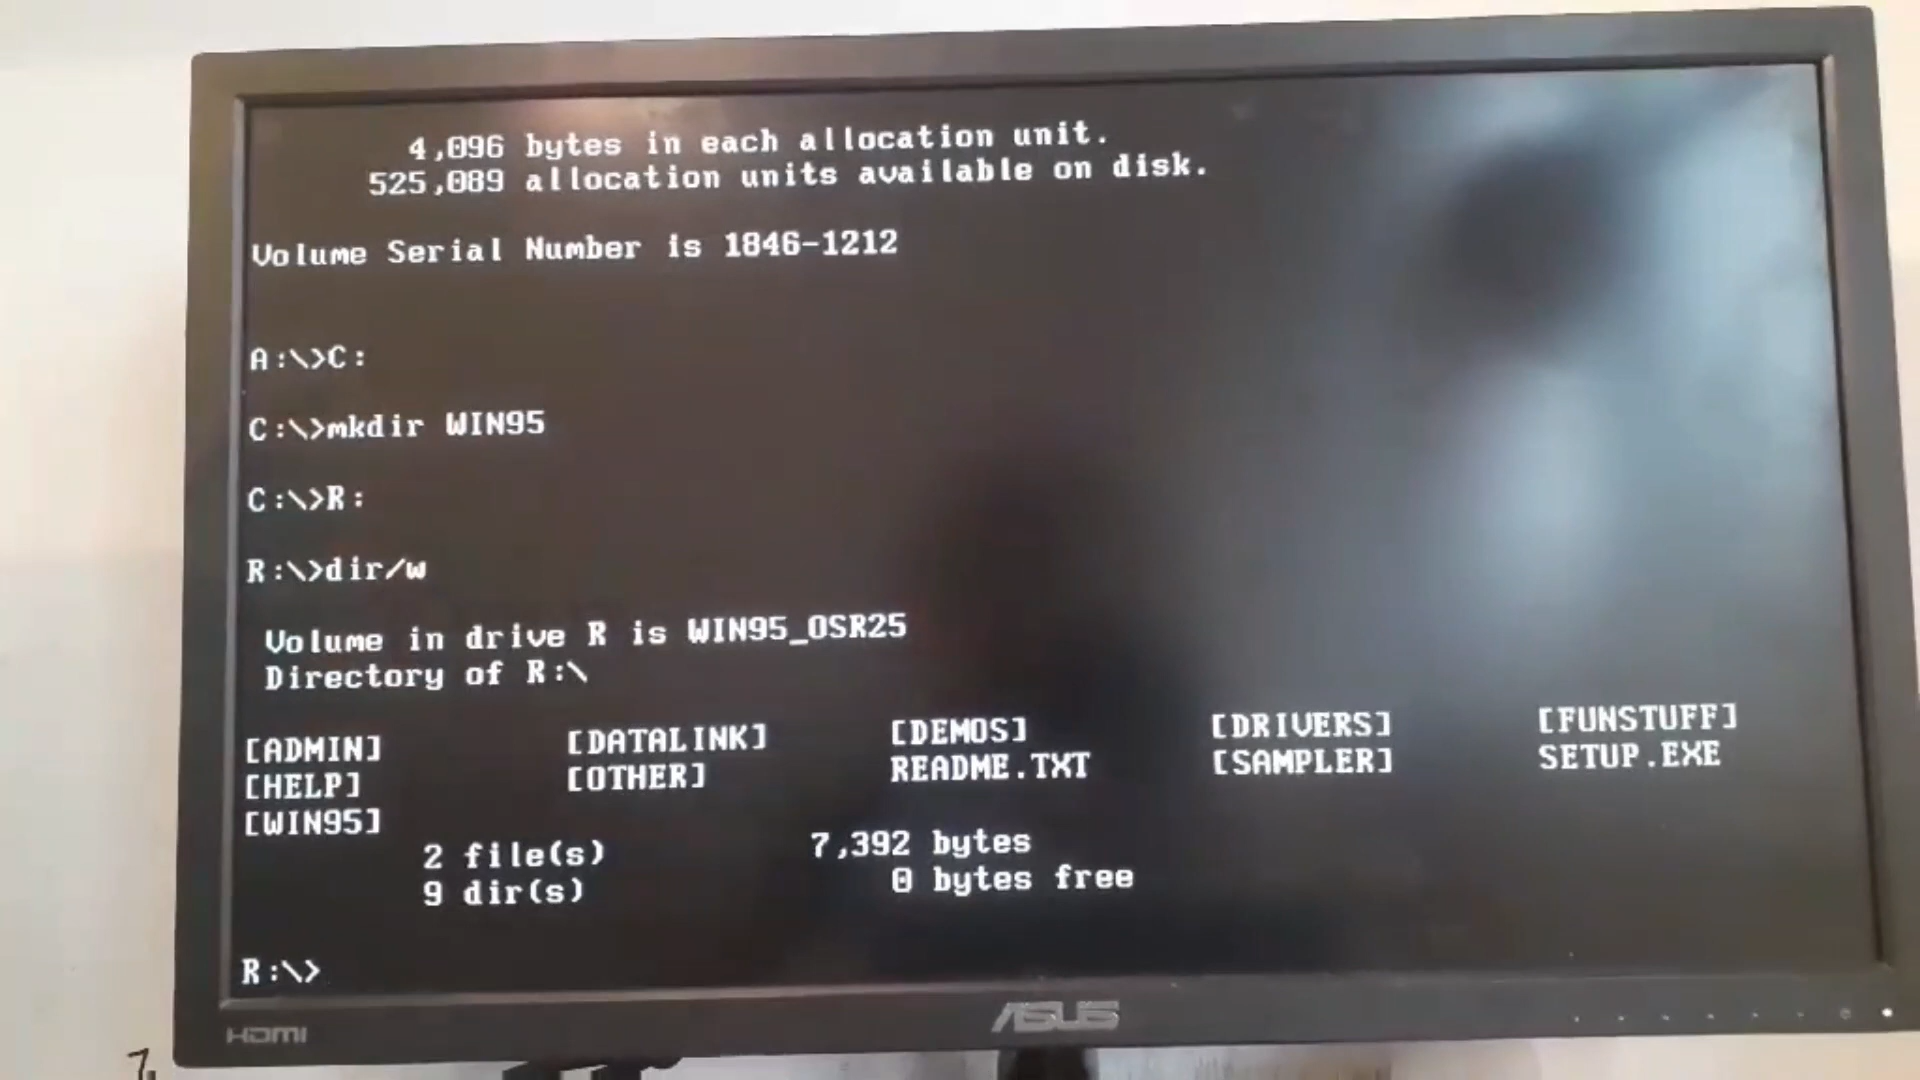 4,096 bytes in each allocation unit.
525,089 allocation units available on disk.
Volume Serial Number is 1846-1212
A:\>C:
C:\>mkdir WIN95
C:\>R:
R:\>dir/w
Volume in drive R is WIN95_OSR25
Directory of R:\
[ADMIN] [DATALINK] [DEMOS] [DRIVERS] [FUNSTUFF]
[HELP] [OTHER] README.TXT [SAMPLER] SETUP.EXE
[WIN95]
2 file(s) 7,392 bytes
9 dir(s) 0 bytes free
R:\>
HDMI ASUS